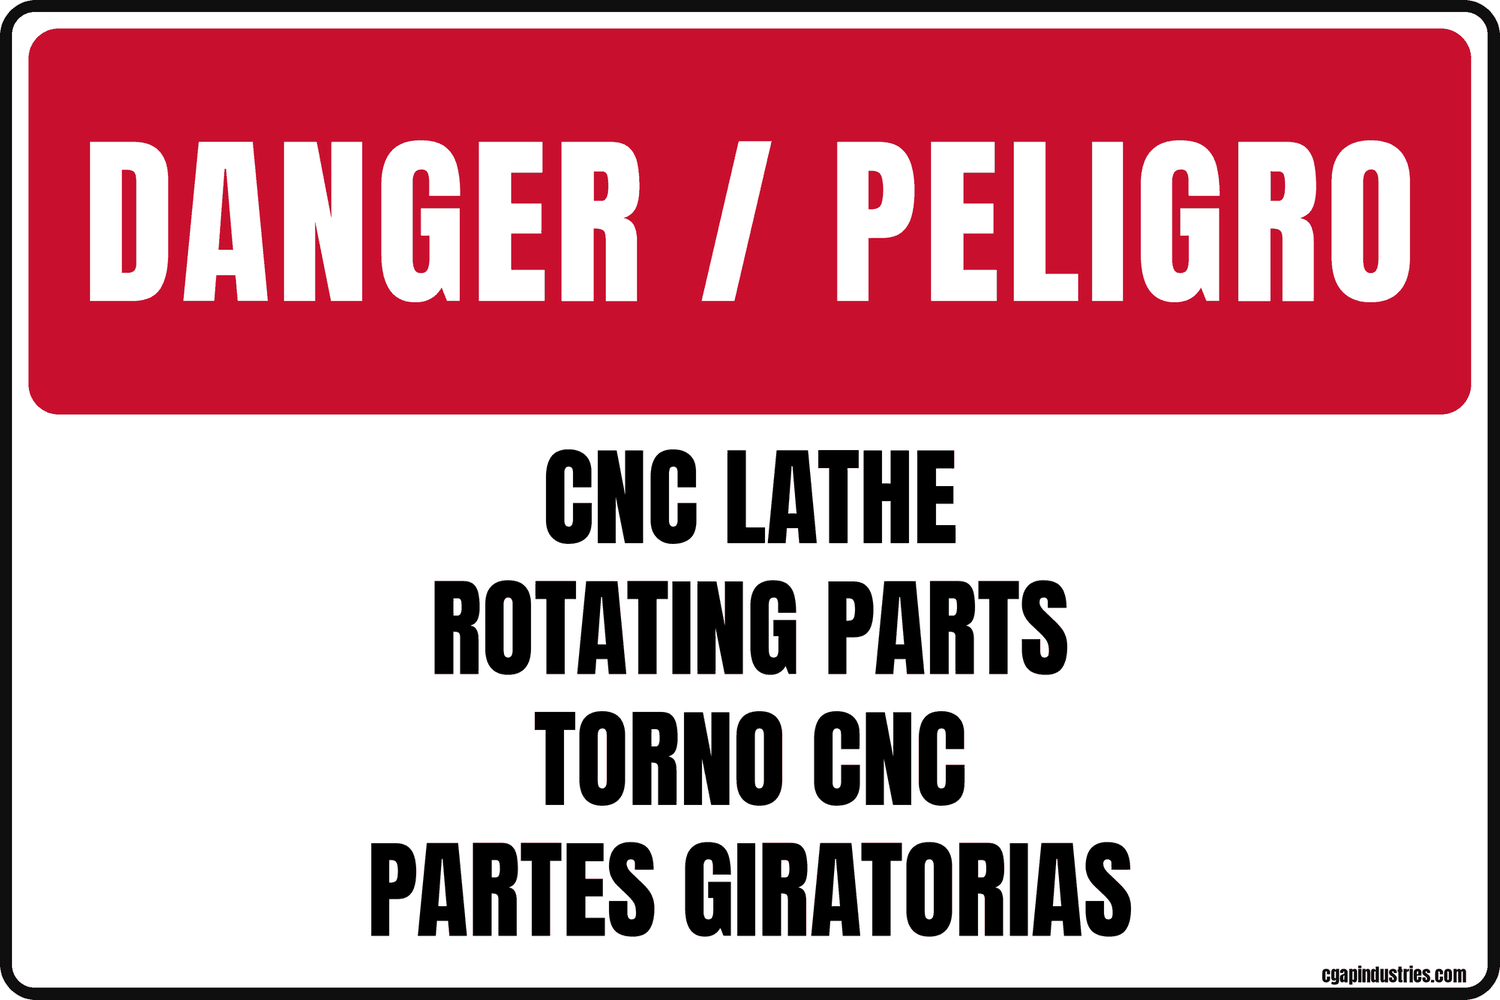 DANGER / PELIGRO
CNC LATHE
ROTATING PARTS
TORNO CNC
PARTES GIRATORIAS
cgapindustries.com